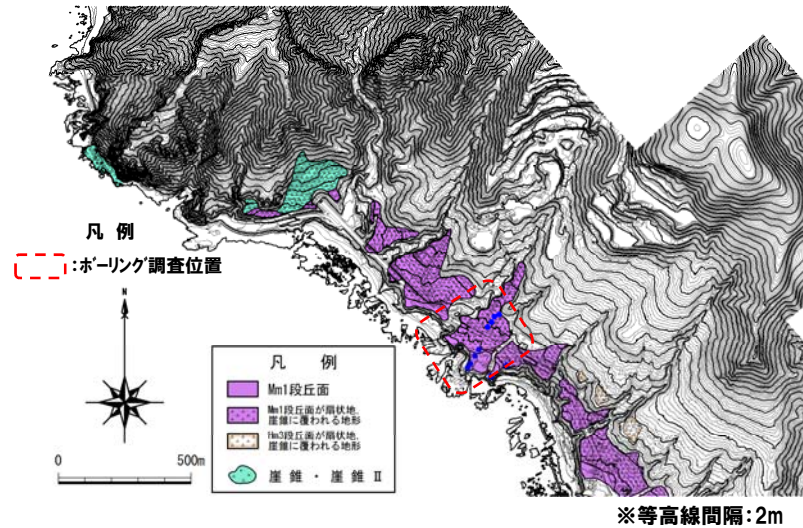 凡 例
:ボーリング調査位置
N
0 500m
凡 例
Mm1段丘面
Mm1段丘面が扇状地、
崖錐に覆われる地形
Hm3段丘面が扇状地、
崖錐に覆われる地形
崖錐・崖錐Ⅱ
※等高線間隔:2m